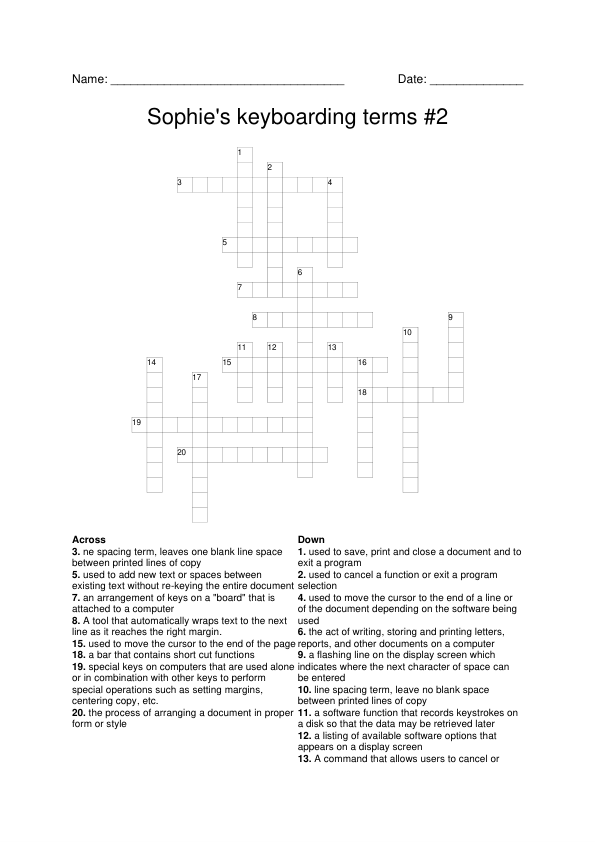 Name: ___________________________________ Date: ______________
Sophie's keyboarding terms #2
1
2
3 4
5
6
7
8 9
10
11 12 13
14 15 16
17
18
19
20
Across
3. ne spacing term, leaves one blank line space
between printed lines of copy
5. used to add new text or spaces between
existing text without re-keying the entire document
7. an arrangement of keys on a "board" that is
attached to a computer
8. A tool that automatically wraps text to the next
line as it reaches the right margin.
15. used to move the cursor to the end of the page
18. a bar that contains short cut functions
19. special keys on computers that are used alone
or in combination with other keys to perform
special operations such as setting margins,
centering copy, etc.
20. the process of arranging a document in proper
form or style
Down
1. used to save, print and close a document and to
exit a program
2. used to cancel a function or exit a program
selection
4. used to move the cursor to the end of a line or
of the document depending on the software being
used
6. the act of writing, storing and printing letters,
reports, and other documents on a computer
9. a flashing line on the display screen which
indicates where the next character of space can
be entered
10. line spacing term, leave no blank space
between printed lines of copy
11. a software function that records keystrokes on
a disk so that the data may be retrieved later
12. a listing of available software options that
appears on a display screen
13. A command that allows users to cancel or